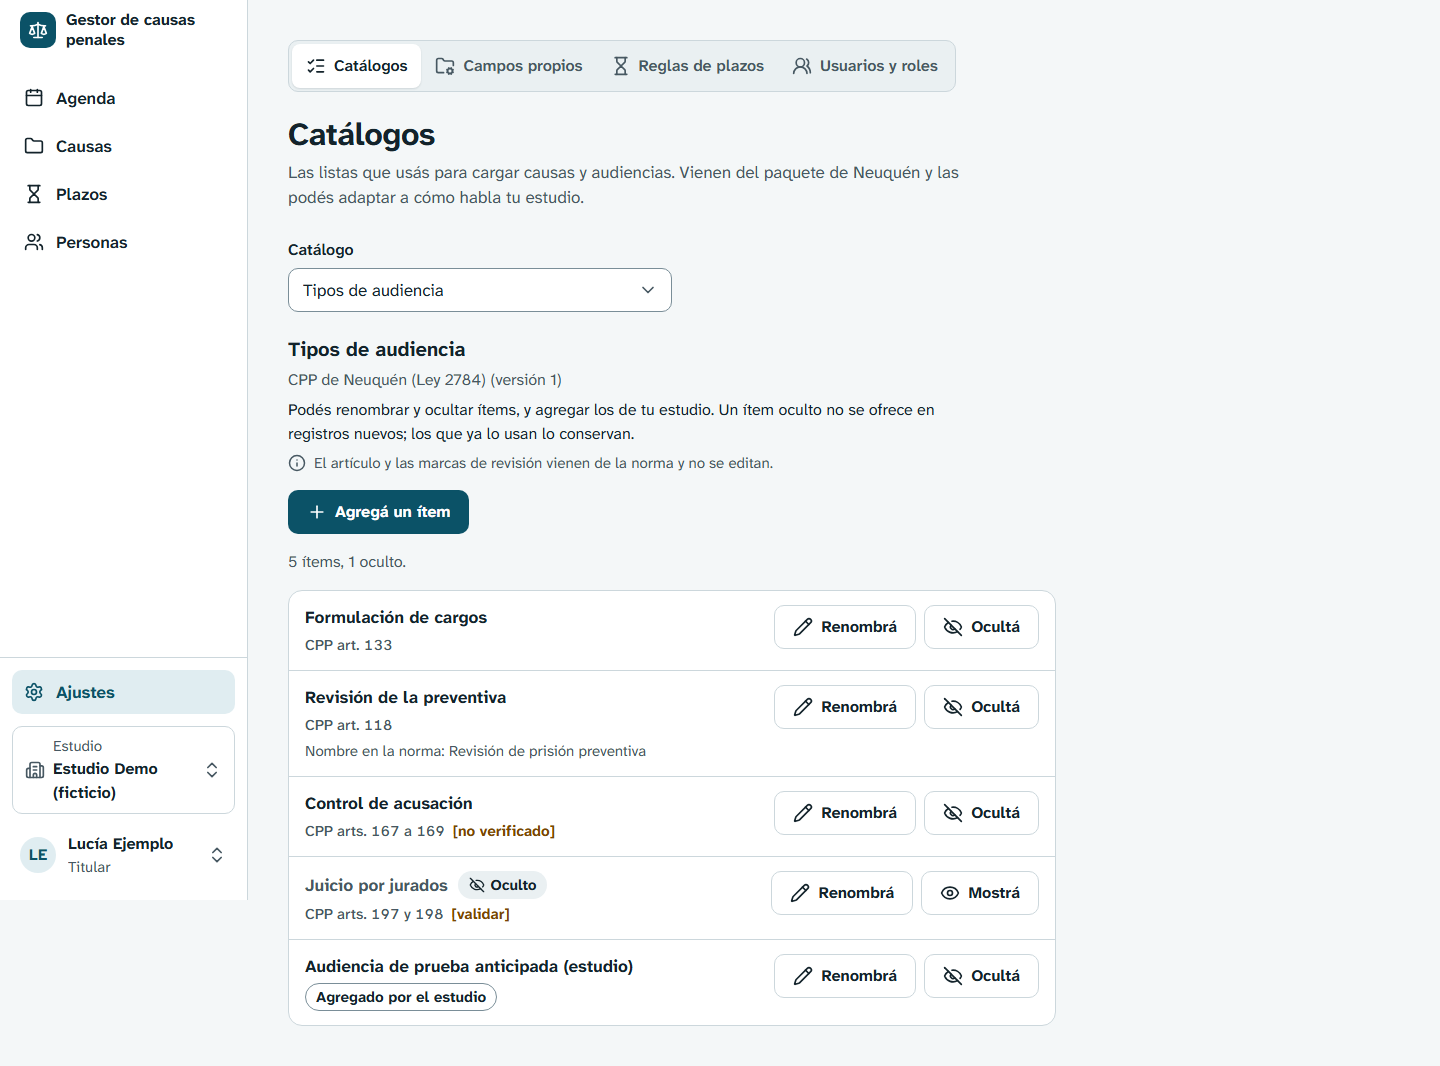 Gestor de causas
penales
Agenda
Causas
Plazos
Personas
Ajustes
Estudio
Estudio Demo
(ficticio)
LE
Lucía Ejemplo
Titular
Catálogos
Campos propios
Reglas de plazos
Usuarios y roles
Catálogos
Las listas que usás para cargar causas y audiencias. Vienen del paquete de Neuquén y las
podés adaptar a cómo habla tu estudio.
Catálogo
Tipos de audiencia
Tipos de audiencia
CPP de Neuquén (Ley 2784) (versión 1)
Podés renombrar y ocultar ítems, y agregar los de tu estudio. Un ítem oculto no se ofrece en
registros nuevos; los que ya lo usan lo conservan.
El artículo y las marcas de revisión vienen de la norma y no se editan.
Agregá un ítem
5 ítems, 1 oculto.
Formulación de cargos
CPP art. 133
Renombrá
Ocultá
Revisión de la preventiva
CPP art. 118
Nombre en la norma: Revisión de prisión preventiva
Renombrá
Ocultá
Control de acusación
CPP arts. 167 a 169 [no verificado]
Renombrá
Ocultá
Juicio por jurados
Oculto
CPP arts. 197 y 198 [validar]
Renombrá
Mostrá
Audiencia de prueba anticipada (estudio)
Agregado por el estudio
Renombrá
Ocultá